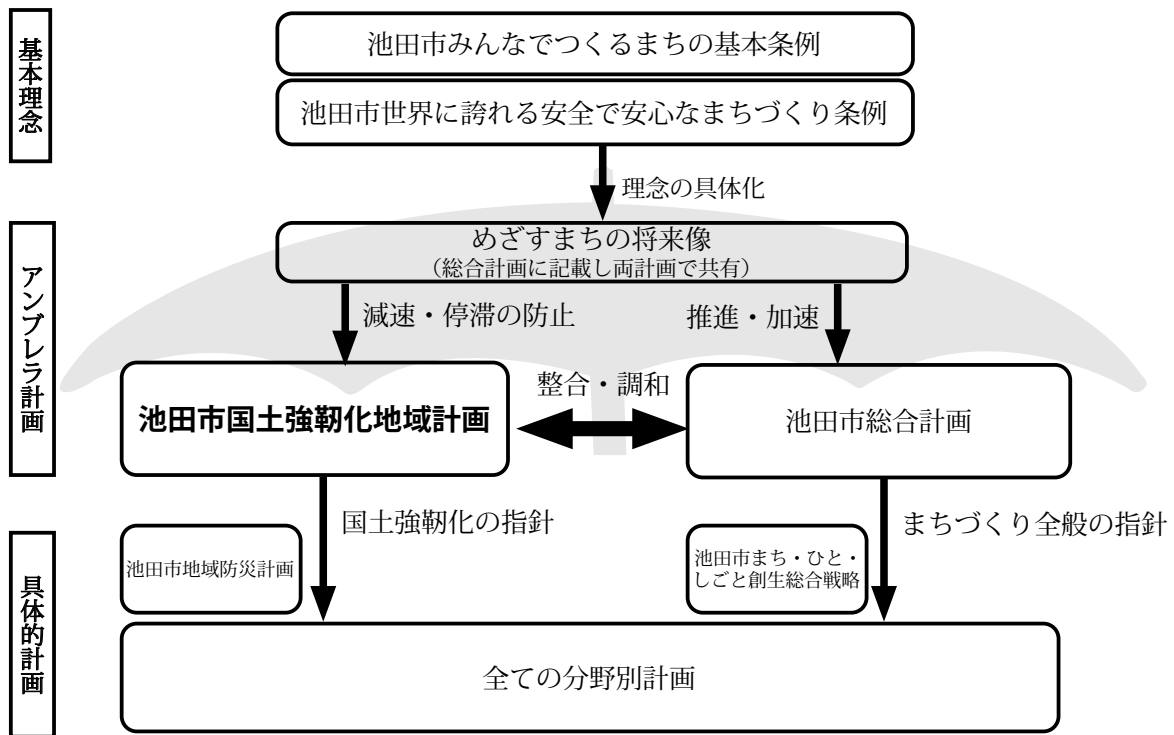 基本理念
池田市みんなでつくるまちの基本条例
池田市世界に誇れる安全で安心なまちづくり条例
理念の具体化
アンブレラ計画
めざすまちの将来像
（総合計画に記載し両計画で共有）
減速・停滞の防止
推進・加速
池田市国土強靭化地域計画
整合・調和
池田市総合計画
国土強靭化の指針
まちづくり全般の指針
具体的計画
池田市地域防災計画
池田市まち・ひと・
しごと創生総合戦略
全ての分野別計画